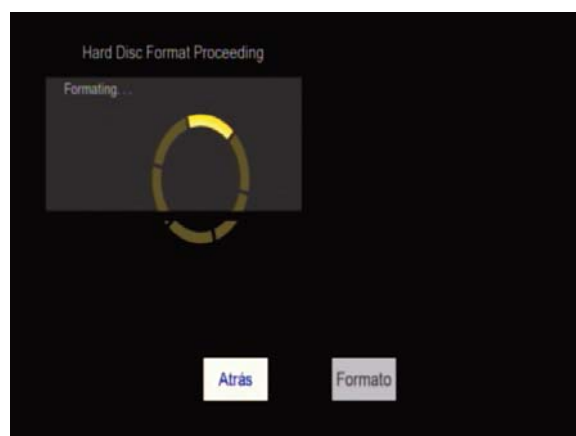 Hard Disc Format Proceeding
Formating. . .
Atrás
Formato